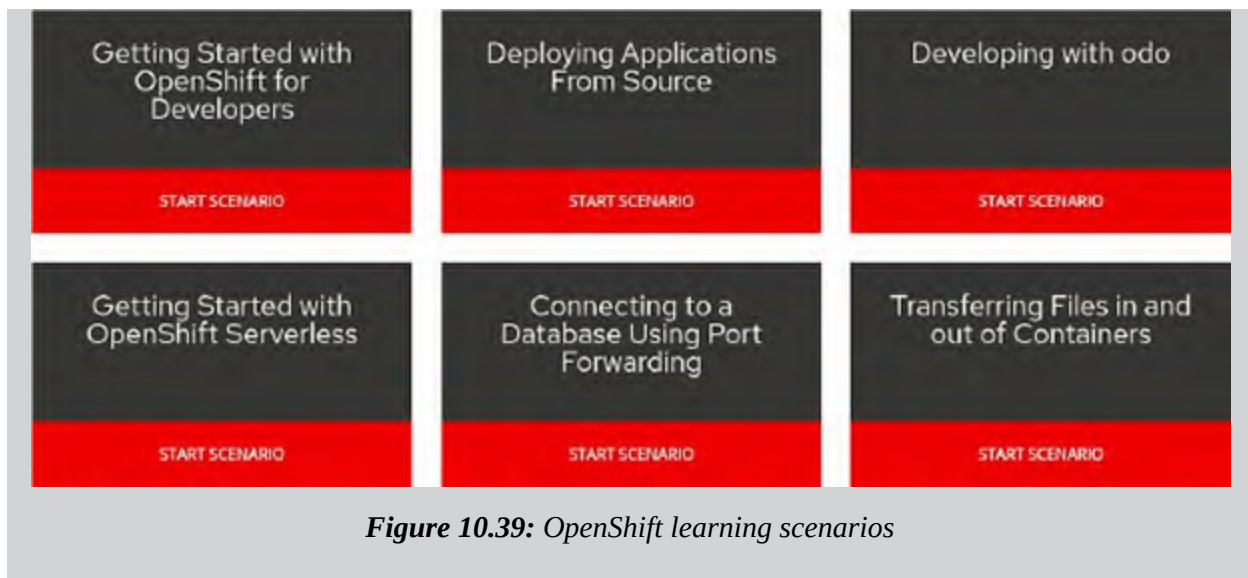 Getting Started with
OpenShift for
Developers
START SCENARIO
Deploying Applications
From Source
START SCENARIO
Developing with odo
START SCENARIO
Getting Started with
OpenShift Serverless
START SCENARIO
Connecting to a
Database Using Port
Forwarding
START SCENARIO
Transferring Files in and
out of Containers
START SCENARIO
Figure 10.39: OpenShift learning scenarios